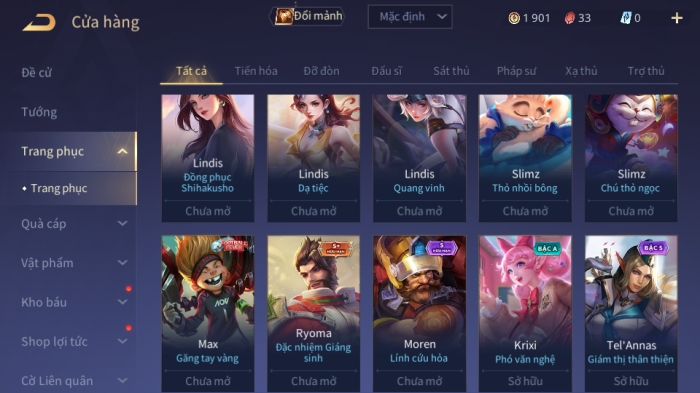 Cửa hàng
Đổi mảnh
Mặc định
1 901
33
0
Đề cử
Tướng
Trang phục
Trang phục
Quà cáp
Vật phẩm
Kho báu
Shop lợi tức
Cờ Liên quân
Tất cả
Tiến hóa
Đỡ đòn
Đấu sĩ
Sát thủ
Pháp sư
Xạ thủ
Trợ thủ
Lindis
Đồng phục
Shihakusho
Chưa mở
Lindis
Dạ tiệc
Chưa mở
Lindis
Quang vinh
Chưa mở
Slimz
Thỏ nhồi bông
Chưa mở
Slimz
Chú thỏ ngọc
Chưa mở
AOV
Max
Găng tay vàng
Chưa mở
S+
Ryoma
Đặc nhiệm Giáng
sinh
Chưa mở
S
Moren
Lính cứu hỏa
Chưa mở
BẬC A
Krixi
Phó văn nghệ
Sở hữu
BẬC S
Tel'Annas
Giám thị thân thiện
Sở hữu